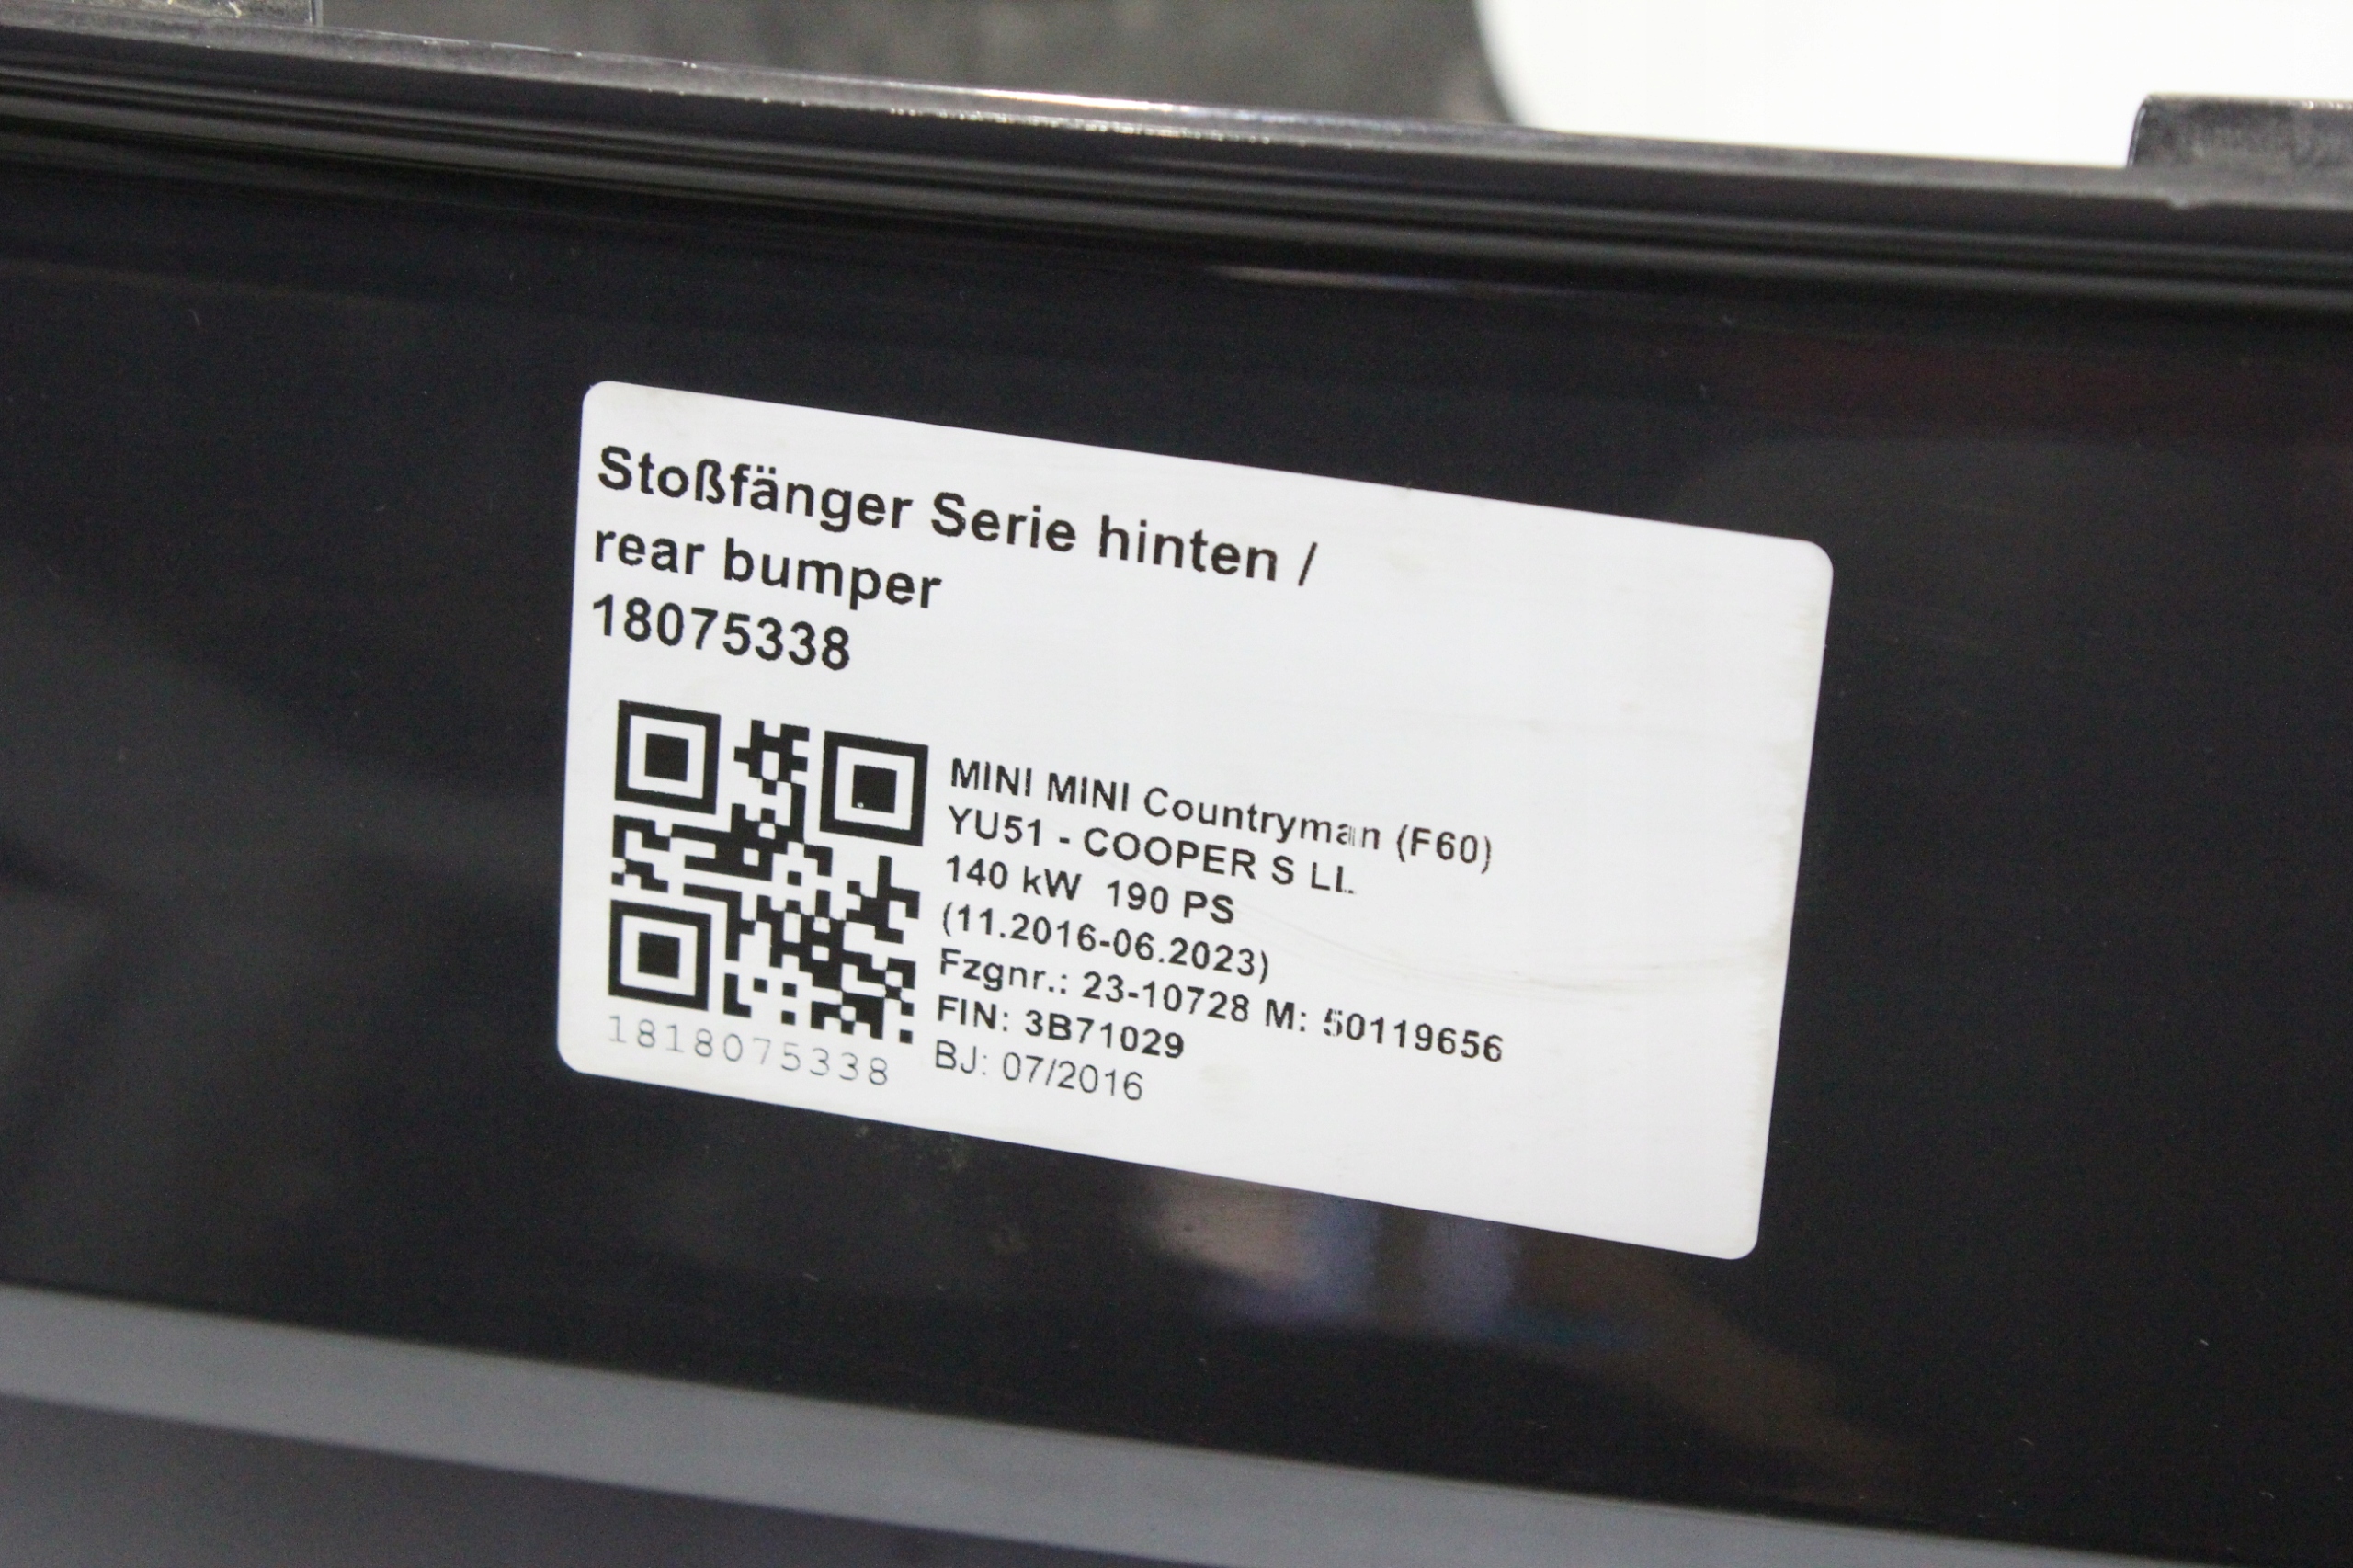 Stoßfänger Serie hinten /
rear bumper
18075338
MINI MINI Countryman (F60)
YU51 - COOPER S LL
140 kW 190 PS
(11.2016-06.2023)
Fzgnr.: 23-10728 M: 50119656
FIN: 3B71029
BJ: 07/2016
1818075338